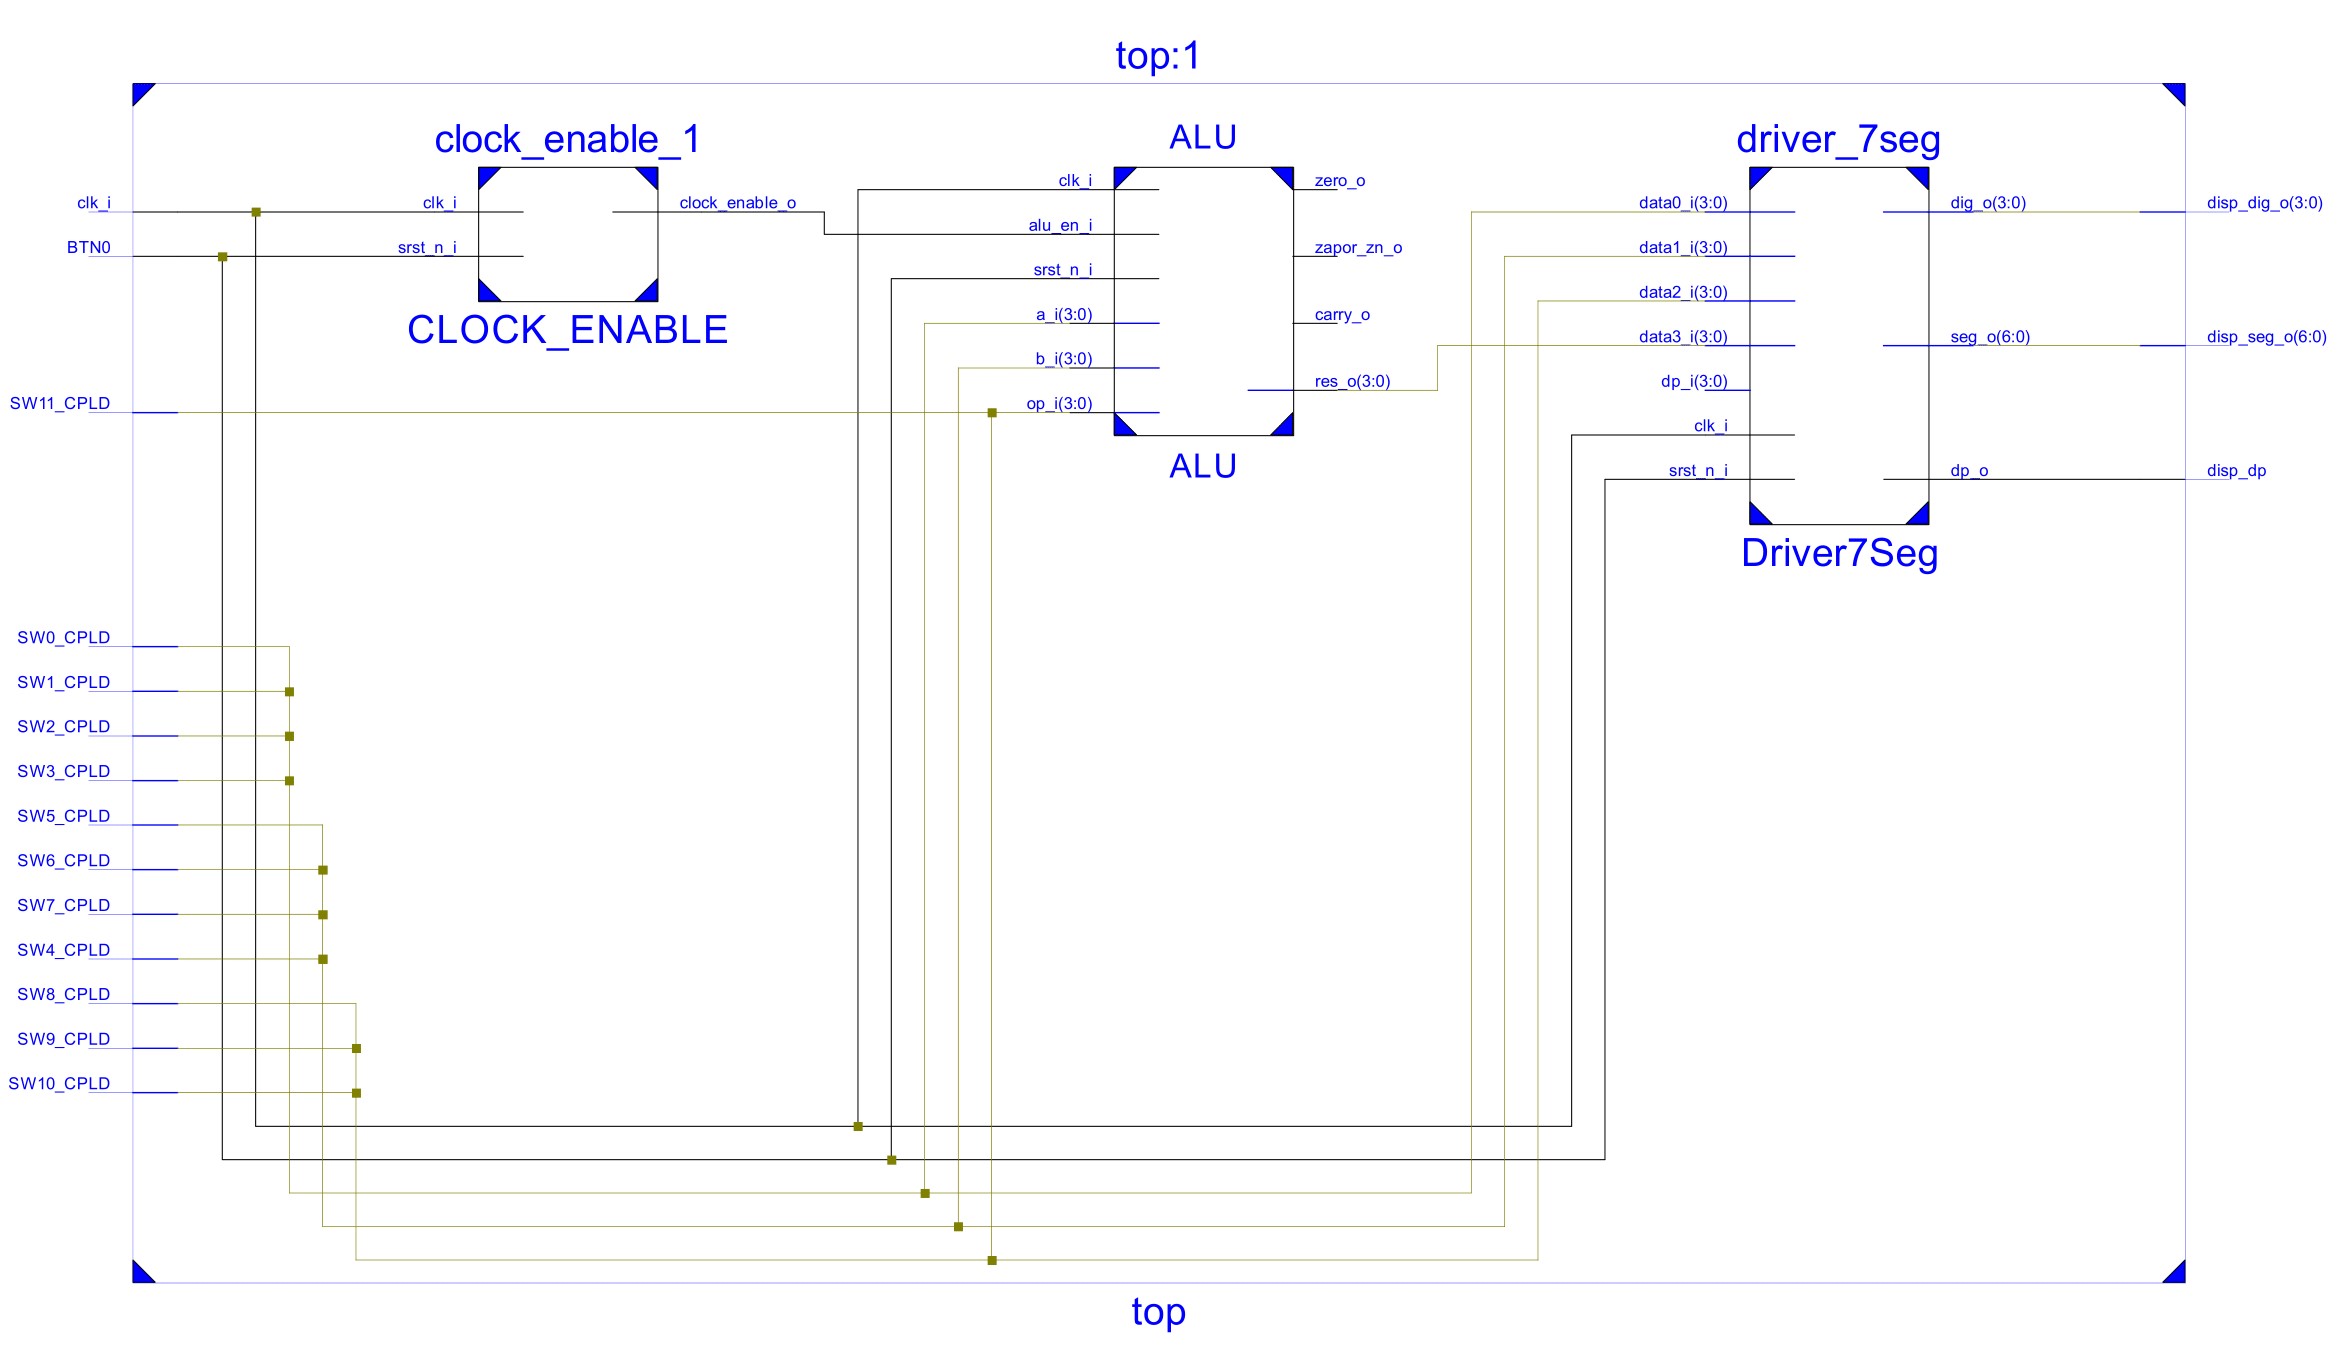 top:1
clock_enable_1
ALU
driver_7seg
clk_i
BTN0
SW11_CPLD
SW0_CPLD
SW1_CPLD
SW2_CPLD
SW3_CPLD
SW5_CPLD
SW6_CPLD
SW7_CPLD
SW4_CPLD
SW8_CPLD
SW9_CPLD
SW10_CPLD
clk_i
srst_n_i
clock_enable_o
CLOCK_ENABLE
clk_i
alu_en_i
srst_n_i
a_i(3:0)
b_i(3:0)
op_i(3:0)
zero_o
zapor_zn_o
carry_o
res_o(3:0)
ALU
data0_i(3:0)
data1_i(3:0)
data2_i(3:0)
data3_i(3:0)
dp_i(3:0)
clk_i
srst_n_i
dig_o(3:0)
seg_o(6:0)
dp_o
Driver7Seg
disp_dig_o(3:0)
disp_seg_o(6:0)
disp_dp
top